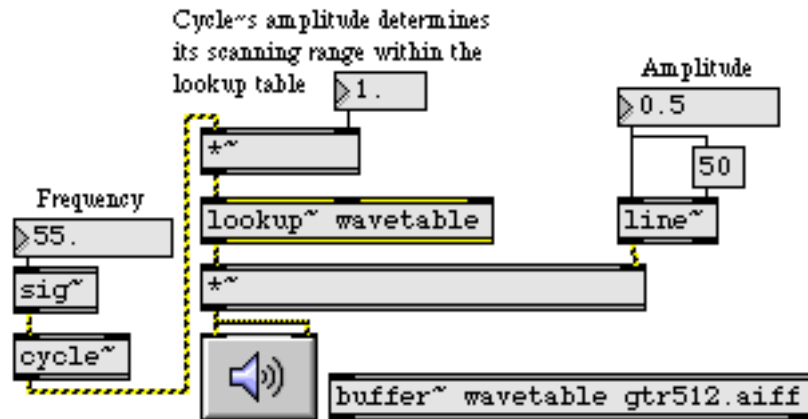 Cycle~s amplitude determines
its scanning range within the
lookup table
1.
Amplitude
0.5
*~
50
Frequency
lookup~ wavetable
line~
55.
sig~
*~
cycle~
buffer~ wavetable gtr512.aiff